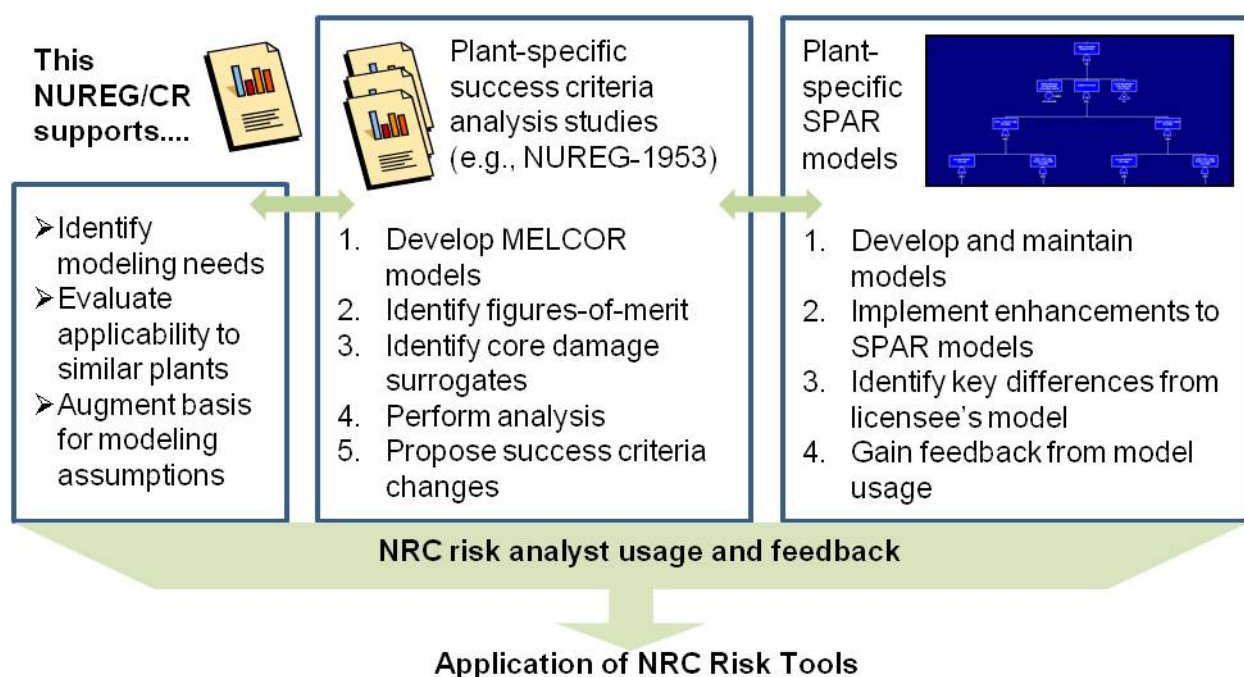 This
NUREG/CR
supports....
➢Identify
modeling needs
➢Evaluate
applicability to
similar plants
➢Augment basis
for modeling
assumptions
Plant-specific
success criteria
analysis studies
(e.g., NUREG-1953)
1. Develop MELCOR
models
2. Identify figures-of-merit
3. Identify core damage
surrogates
4. Perform analysis
5. Propose success criteria
changes
Plant-
specific
SPAR
models
1. Develop and maintain
models
2. Implement enhancements to
SPAR models
3. Identify key differences from
licensee's model
4. Gain feedback from model
usage
NRC risk analyst usage and feedback
Application of NRC Risk Tools